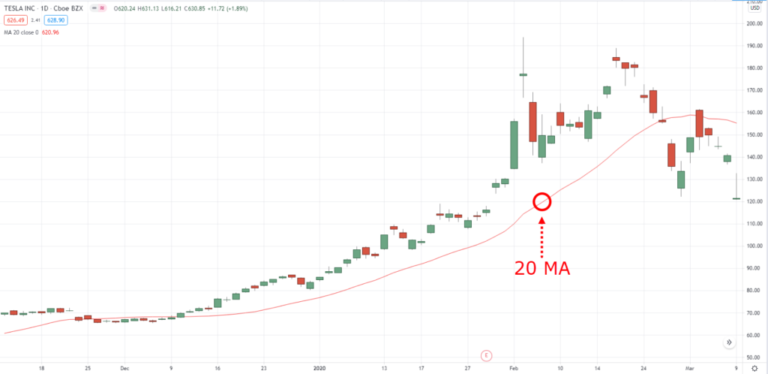 TESLA INC · 1D · Cboe BZX O620.24 H631.13 L616.21 C630.85 +11.72 (+1.89%)
626.49 2.41 628.90
MA 20 close 0 620.96
USD
200.00
190.00
180.00
170.00
160.00
150.00
140.00
130.00
120.00
110.00
100.00
90.00
80.00
70.00
60.00
50.00
20 MA
E
18 25 Dec 9 16 23 2020 6 13 17 27 Feb 10 14 24 Mar 9